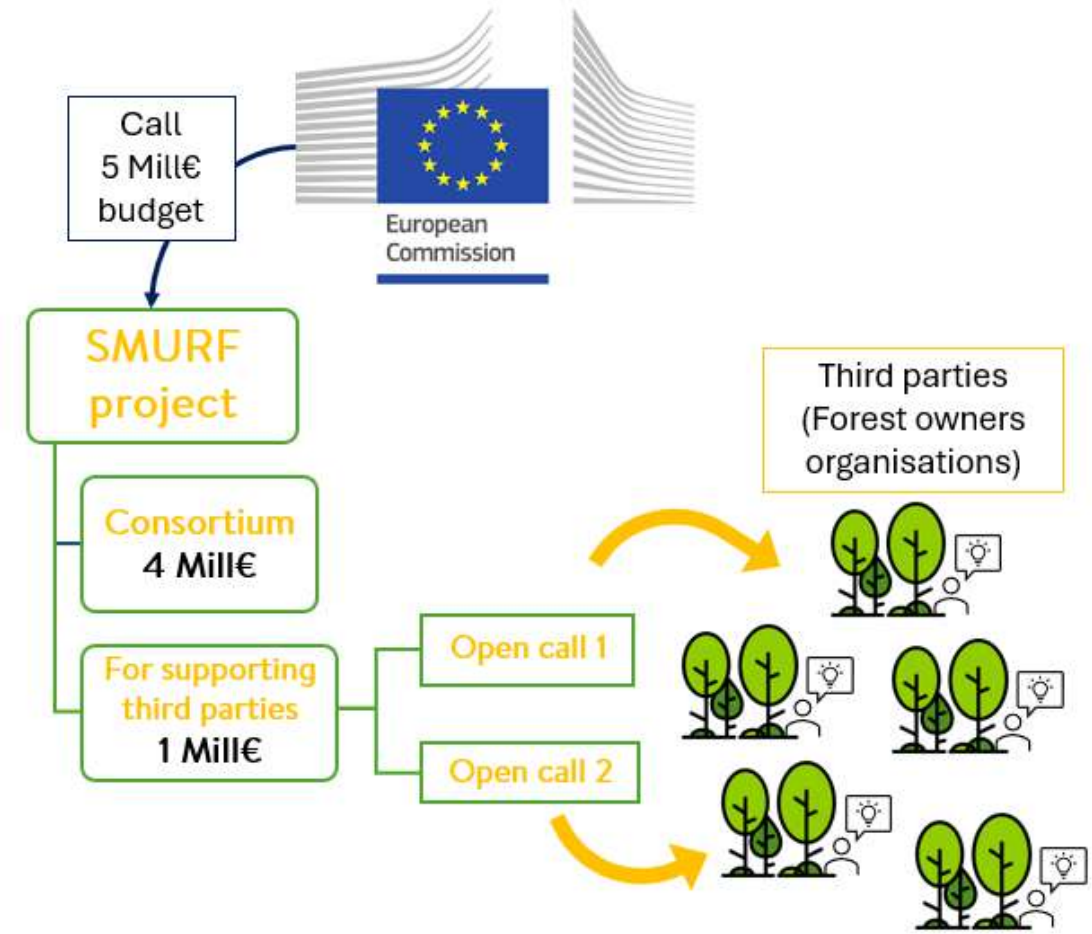 Call
5 Mill€
budget
European
Commission
SMURF
project
Third parties
(Forest owners
organisations)
Consortium
4 Mill€
For supporting
third parties
1 Mill€
Open call 1
Open call 2